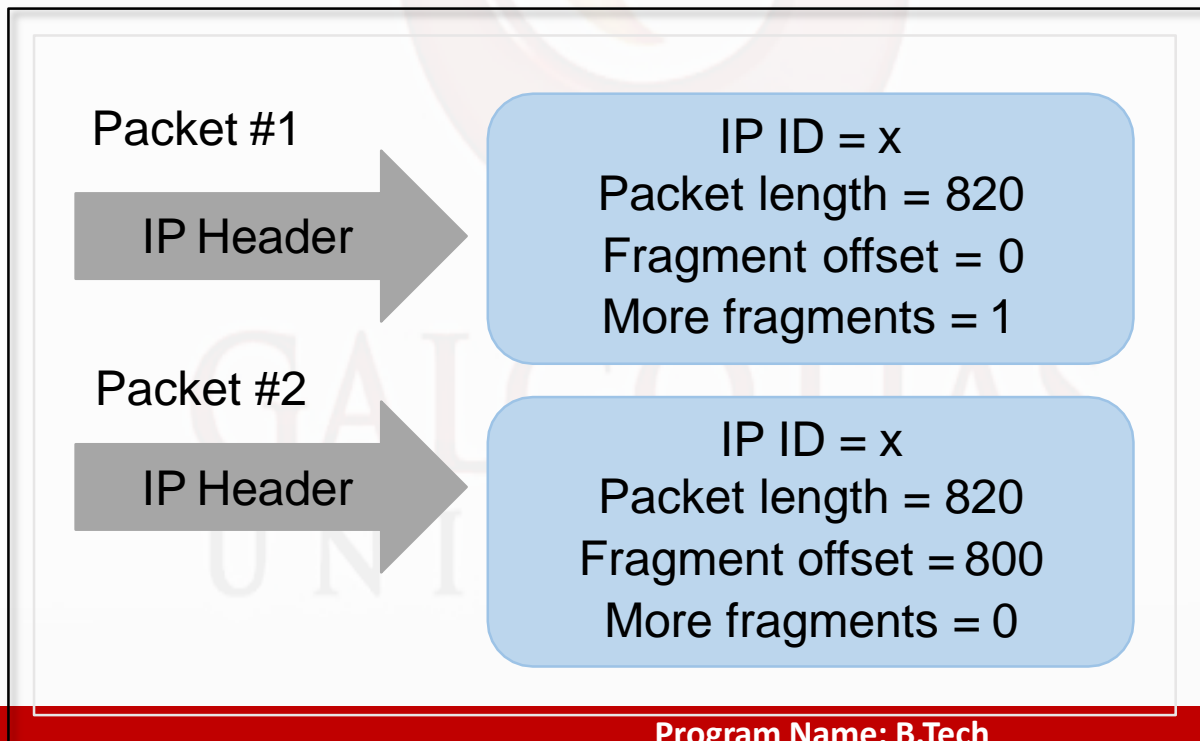 Packet #1
IP Header
IP ID = x
Packet length = 820
Fragment offset = 0
More fragments = 1
Packet #2
IP Header
IP ID = x
Packet length = 820
Fragment offset = 800
More fragments = 0
Program Name: B.Tech